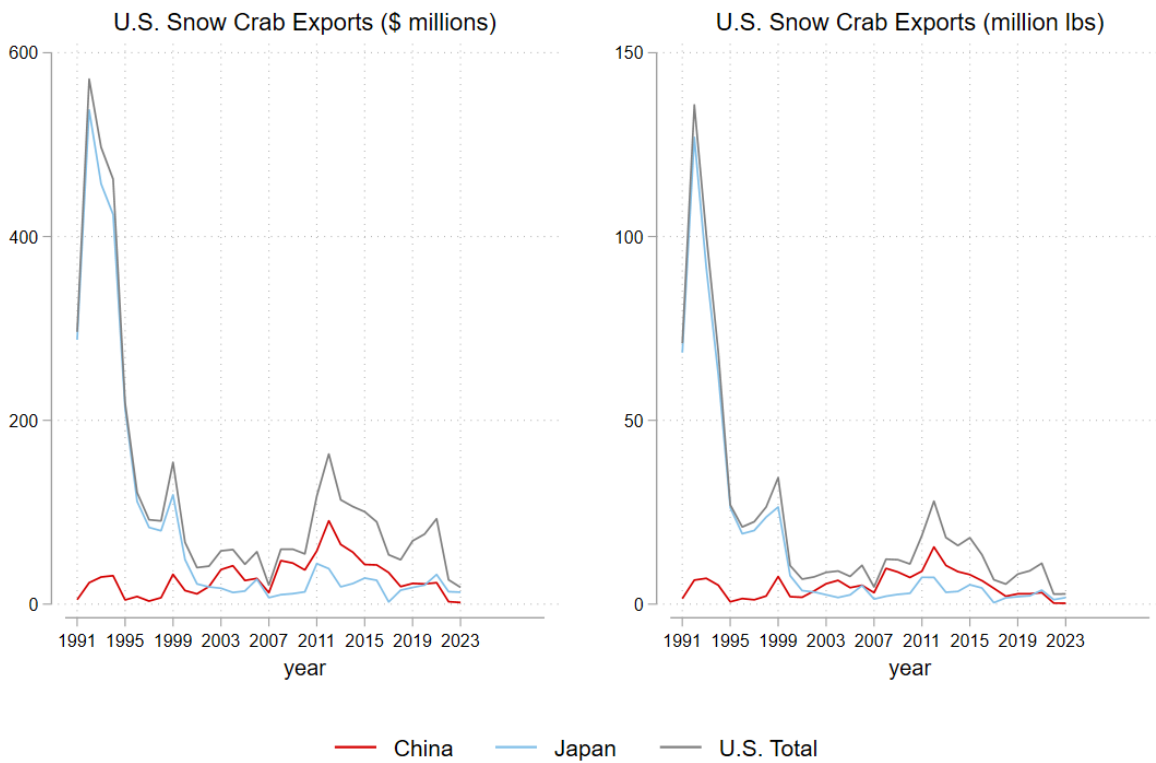 U.S. Snow Crab Exports ($ millions)
600
400
200
0
1991 1995 1999 2003 2007 2011 2015 2019 2023
year
U.S. Snow Crab Exports (million lbs)
150
100
50
0
1991 1995 1999 2003 2007 2011 2015 2019 2023
year
China Japan U.S. Total